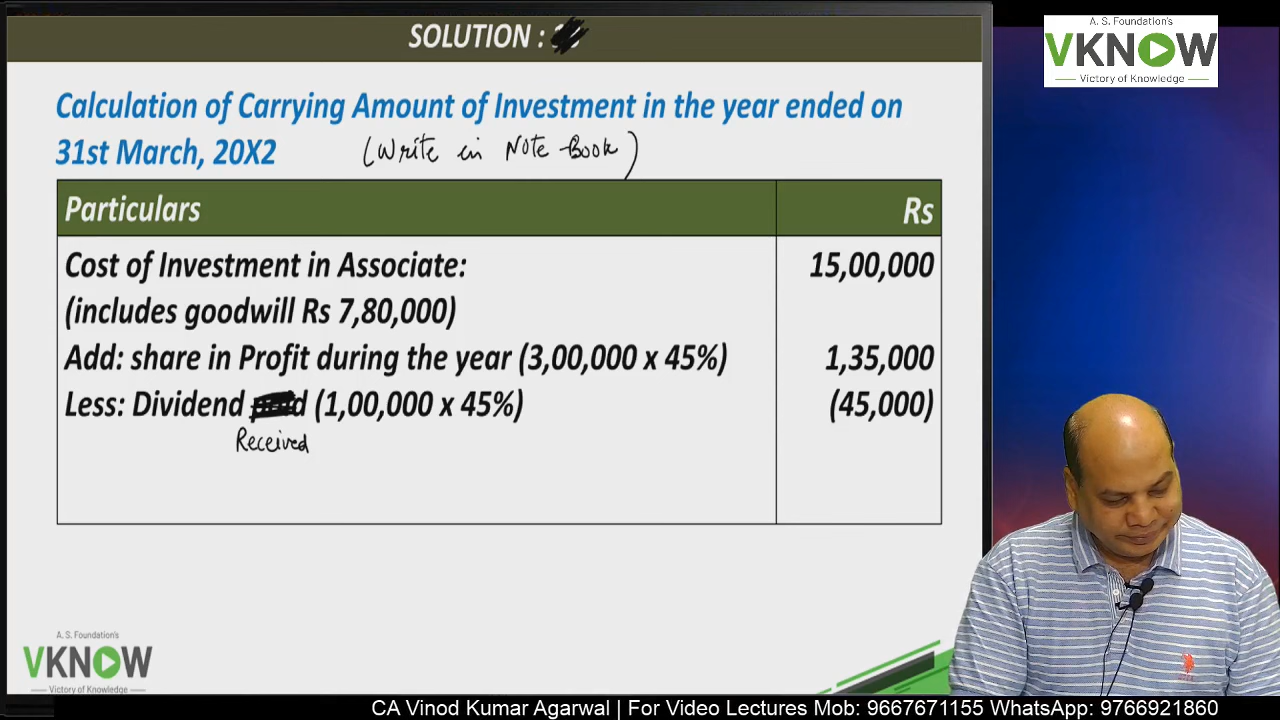 SOLUTION :
A. S. Foundation's
VKNOW
Victory of Knowledge
Calculation of Carrying Amount of Investment in the year ended on
31st March, 20X2 (Write in Note Book)
Particulars Rs
Cost of Investment in Associate: 15,00,000
(includes goodwill Rs 7,80,000)
Add: share in Profit during the year (3,00,000 x 45%) 1,35,000
Less: Dividend (1,00,000 x 45%) (45,000)
Received
A. S. Foundation's
VKNOW
Victory of Knowledge
CA Vinod Kumar Agarwal | For Video Lectures Mob: 9667671155 WhatsApp: 9766921860